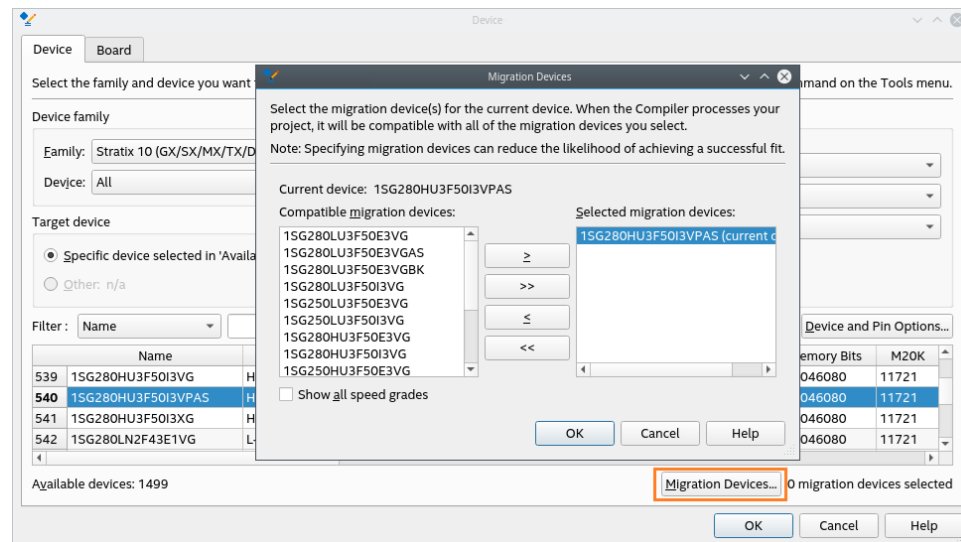 Device
Device Board
Select the family and device you want
mmand on the Tools menu.
Device family
Family: Stratix 10 (GX/SX/MX/TX/D
Device: All
Target device
Specific device selected in 'Availa
Other: n/a
Filter : Name
Device and Pin Options...
Name
emory Bits M20K
539 1SG280HU3F50I3VG H 046080 11721
540 1SG280HU3F50I3VPAS H 046080 11721
541 1SG280HU3F50I3XG H 046080 11721
542 1SG280LN2F43E1VG L- 046080 11721
Available devices: 1499
Migration Devices... 0 migration devices selected
OK Cancel Help
Migration Devices
Select the migration device(s) for the current device. When the Compiler processes your
project, it will be compatible with all of the migration devices you select.
Note: Specifying migration devices can reduce the likelihood of achieving a successful fit.
Current device: 1SG280HU3F50I3VPAS
Compatible migration devices:
1SG280LU3F50E3VG
1SG280LU3F50E3VGAS
1SG280LU3F50E3VGBK
1SG280LU3F50I3VG
1SG250LU3F50E3VG
1SG250LU3F50I3VG
1SG280HU3F50E3VG
1SG280HU3F50I3VG
1SG250HU3F50E3VG
>
>>
<
<<
Selected migration devices:
1SG280HU3F50I3VPAS (current d
Show all speed grades
OK Cancel Help